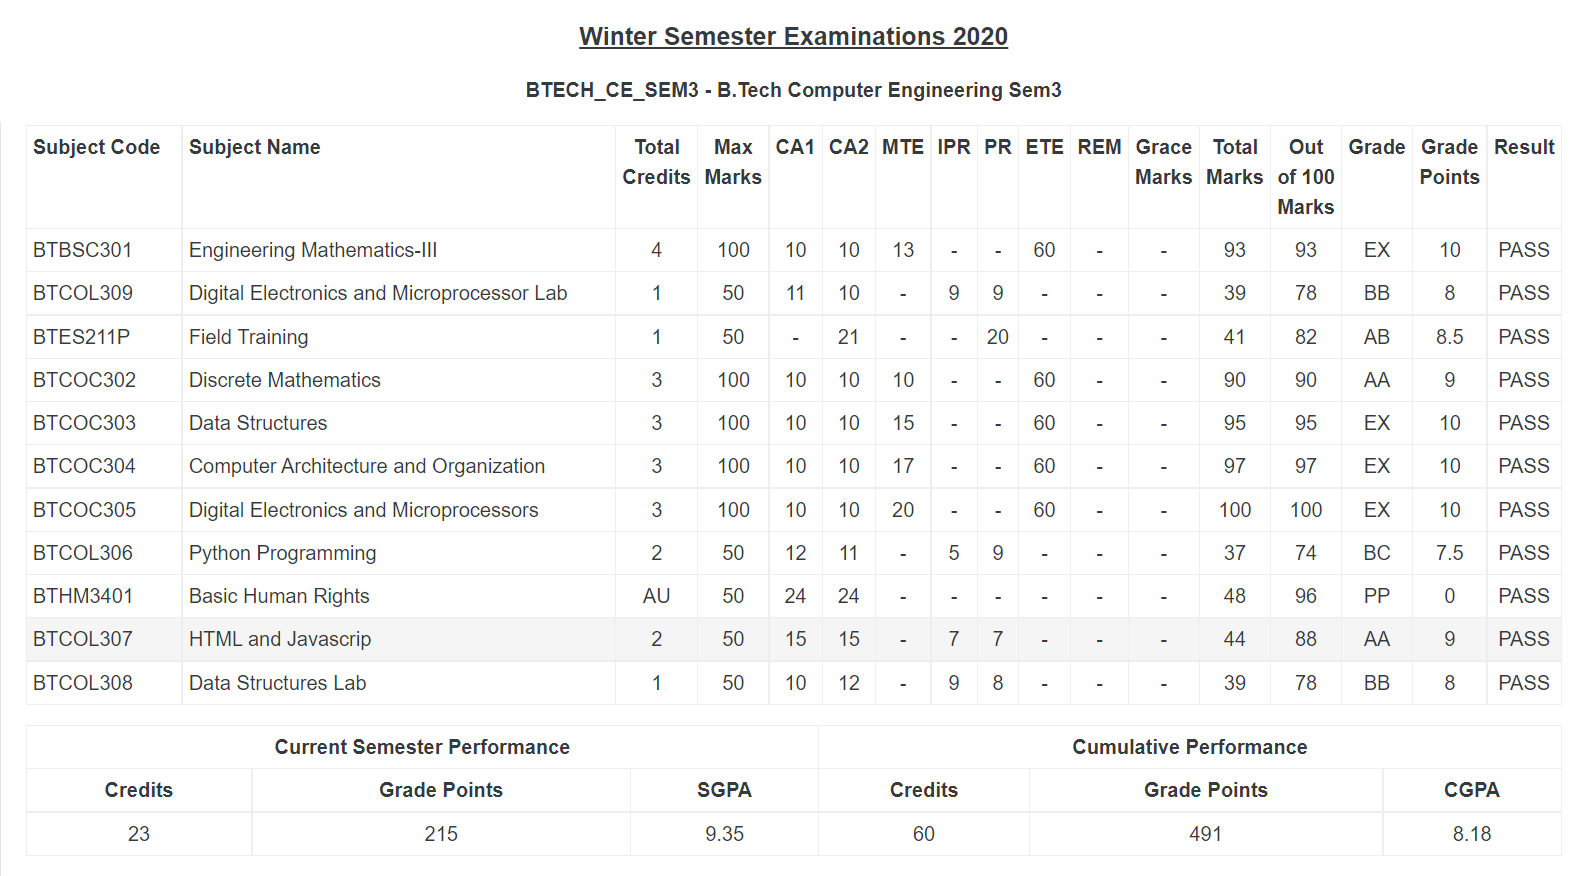 Winter Semester Examinations 2020
BTECH_CE_SEM3 - B.Tech Computer Engineering Sem3
Subject Code Subject Name Total Credits Max Marks CA1 CA2 MTE IPR PR ETE REM Grace Marks Total Marks Out of 100 Marks Grade Grade Points Result
BTBSC301 Engineering Mathematics-III 4 100 10 10 13 - - 60 - - 93 93 EX 10 PASS
BTCOL309 Digital Electronics and Microprocessor Lab 1 50 11 10 - 9 9 - - - 39 78 BB 8 PASS
BTES211P Field Training 1 50 - 21 - - 20 - - - 41 82 AB 8.5 PASS
BTCOC302 Discrete Mathematics 3 100 10 10 10 - - 60 - - 90 90 AA 9 PASS
BTCOC303 Data Structures 3 100 10 10 15 - - 60 - - 95 95 EX 10 PASS
BTCOC304 Computer Architecture and Organization 3 100 10 10 17 - - 60 - - 97 97 EX 10 PASS
BTCOC305 Digital Electronics and Microprocessors 3 100 10 10 20 - - 60 - - 100 100 EX 10 PASS
BTCOL306 Python Programming 2 50 12 11 - 5 9 - - - 37 74 BC 7.5 PASS
BTHM3401 Basic Human Rights AU 50 24 24 - - - - - - 48 96 PP 0 PASS
BTCOL307 HTML and Javascrip 2 50 15 15 - 7 7 - - - 44 88 AA 9 PASS
BTCOL308 Data Structures Lab 1 50 10 12 - 9 8 - - - 39 78 BB 8 PASS
Current Semester Performance Cumulative Performance
Credits Grade Points SGPA Credits Grade Points CGPA
23 215 9.35 60 491 8.18